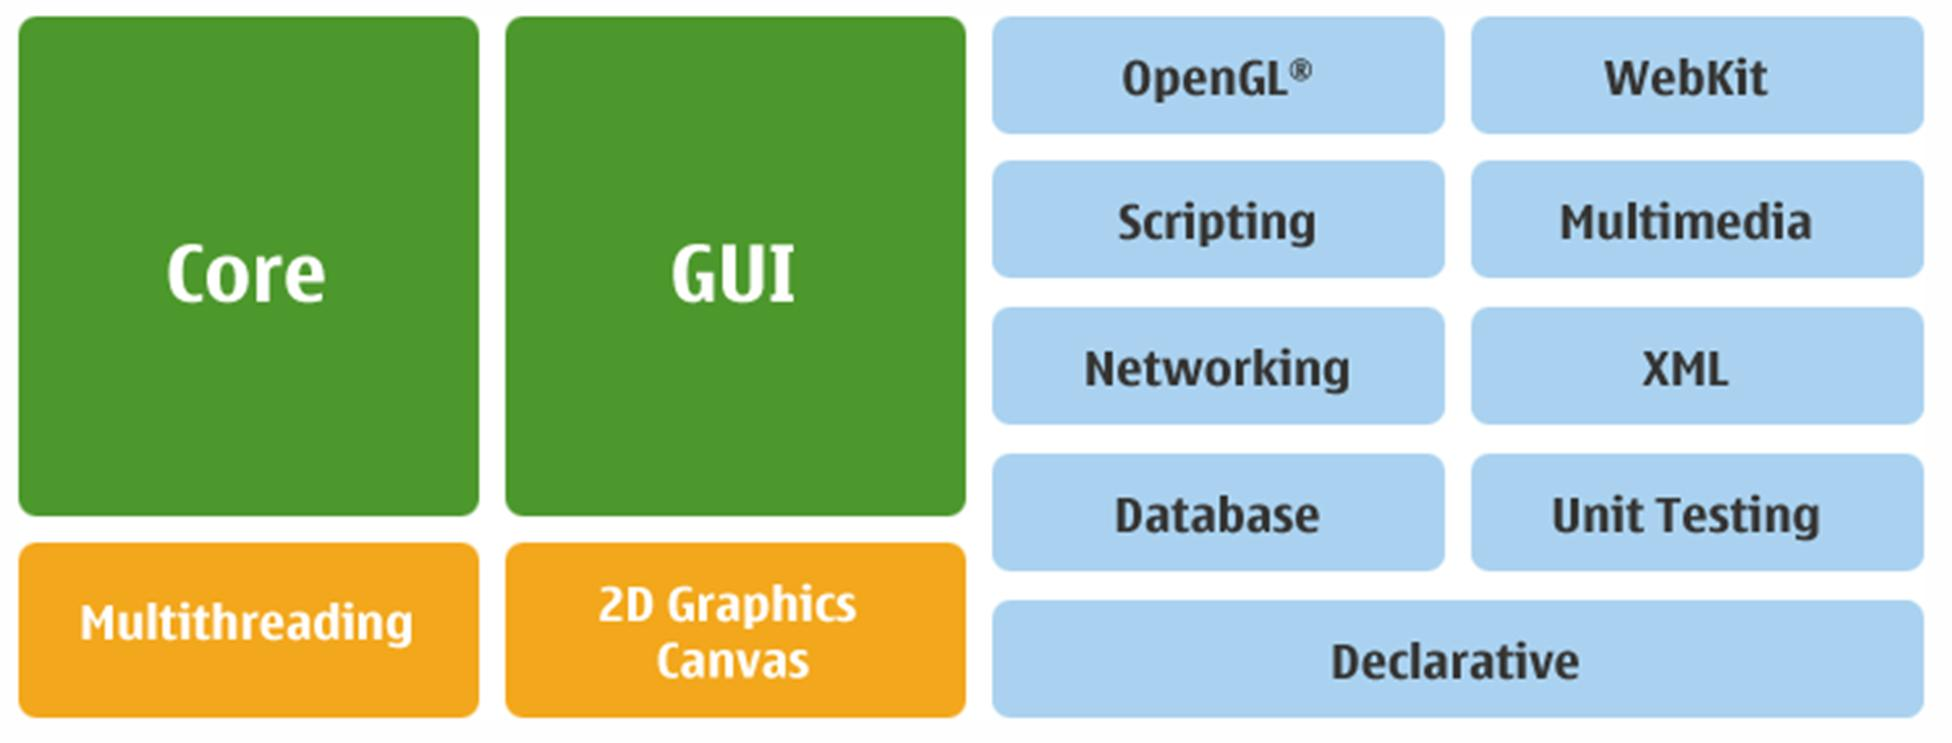 Core
GUI
OpenGL®
WebKit
Scripting
Multimedia
Networking
XML
Database
Unit Testing
Multithreading
2D Graphics
Canvas
Declarative